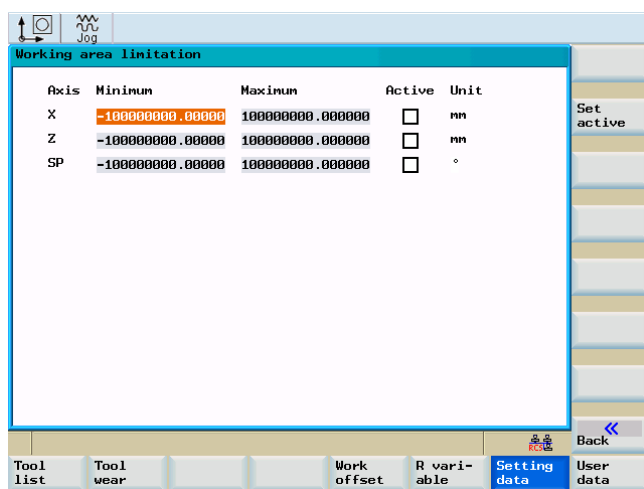 Jog
Working area limitation
Axis Minimum Maximum Active Unit
X -100000000.00000 100000000.000000 mm
Z -100000000.00000 100000000.000000 mm
SP -100000000.00000 100000000.000000 °
Set
active
RCS
Back
Tool
list
Tool
wear
Work
offset
R vari-
able
Setting
data
User
data